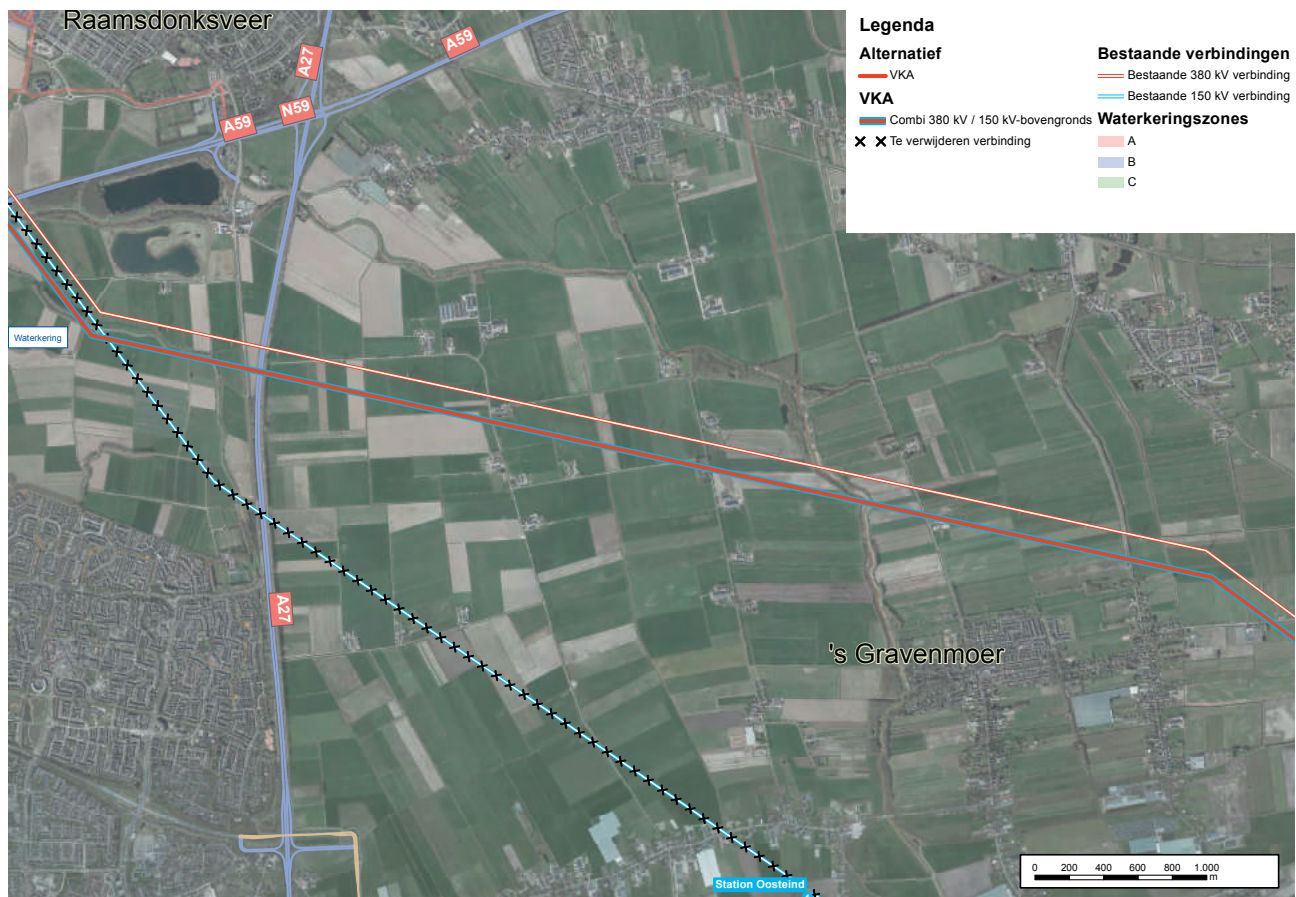 Raamsdonksveer
A27
A59
N59
A59
Legenda
Alternatief
VKA
VKA
Combi 380 kV / 150 kV-bovengronds
Te verwijderen verbinding
Bestaande verbindingen
Bestaande 380 kV verbinding
Bestaande 150 kV verbinding
Waterkeringszones
A
B
C
Waterkering
A27
's Gravenmoer
Station Oosteind
0 200 400 600 800 1.000
m